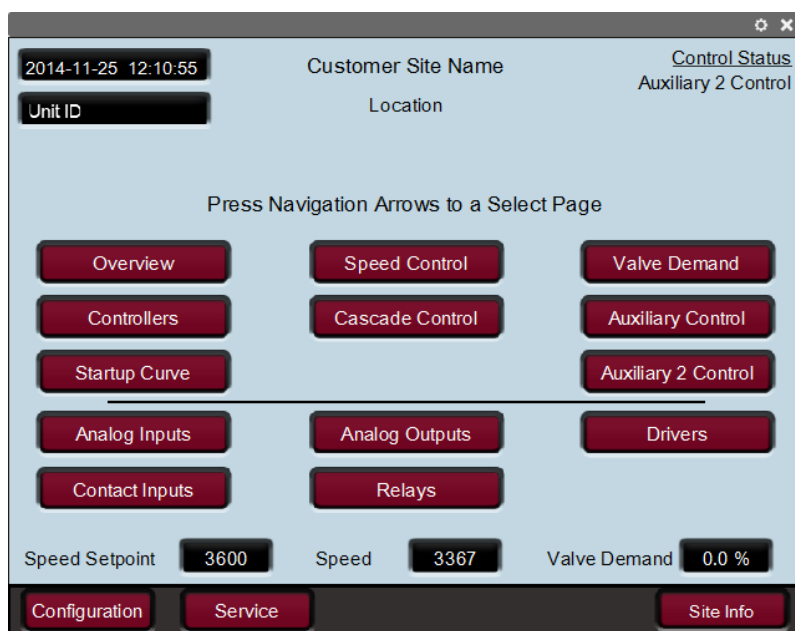 2014-11-25 12:10:55
Customer Site Name
Control Status
Auxiliary 2 Control
Unit ID
Location
Press Navigation Arrows to a Select Page
Overview
Speed Control
Valve Demand
Controllers
Cascade Control
Auxiliary Control
Startup Curve
Auxiliary 2 Control
Analog Inputs
Analog Outputs
Drivers
Contact Inputs
Relays
Speed Setpoint 3600
Speed 3367
Valve Demand 0.0 %
Configuration
Service
Site Info